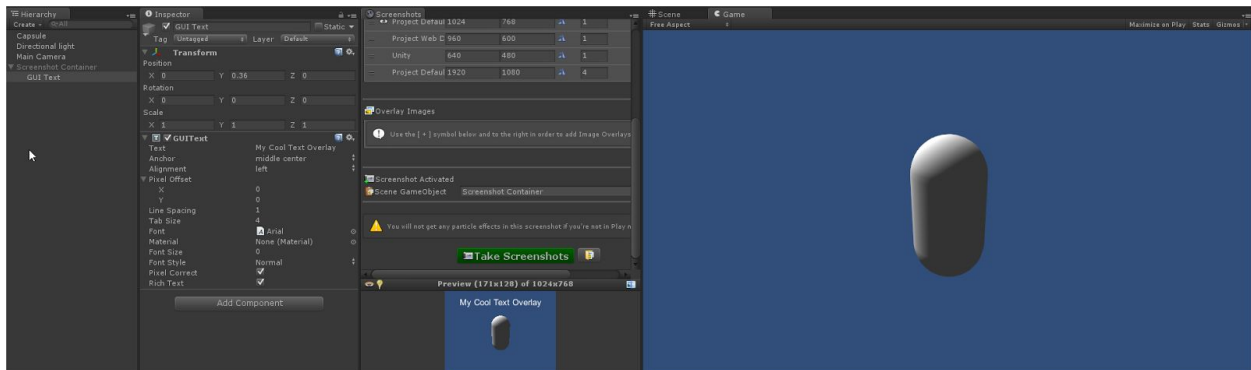 Hierarchy
Create
All
Capsule
Directional light
Main Camera
Screenshot Container
GUI Text
Inspector
GUI Text
Static
Tag Untagged Layer Default
Transform
Position
X 0 Y 0.36 Z 0
Rotation
X 0 Y 0 Z 0
Scale
X 1 Y 1 Z 1
GUIText
Text My Cool Text Overlay
Anchor middle center
Alignment left
Pixel Offset
X 0
Y 0
Line Spacing 1
Tab Size 4
Font Arial
Material None (Material)
Font Size 0
Font Style Normal
Pixel Correct
Rich Text
Add Component
Screenshots
Project Defaul 1024 768 1
Project Web D 960 600 1
Unity 640 480 1
Project Defaul 1920 1080 4
Overlay Images
Use the [ + ] symbol below and to the right in order to add Image Overlays
Screenshot Activated
Scene GameObject Screenshot Container
You will not get any particle effects in this screenshot if you're not in Play
Take Screenshots
Preview (171x128) of 1024x768
My Cool Text Overlay
Scene
Game
Free Aspect
Maximize on Play Stats Gizmos